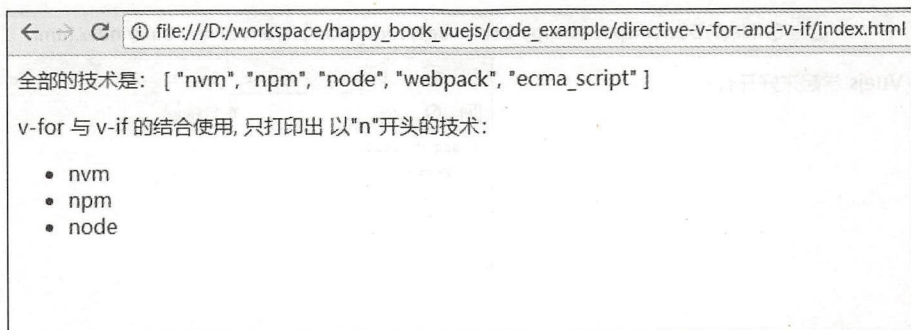 file:///D:/workspace/happy_book_vuejs/code_example/directive-v-for-and-v-if/index.html
全部的技术是： [ "nvm", "npm", "node", "webpack", "ecma_script" ]
v-for 与 v-if 的结合使用, 只打印出 以"n"开头的技术：
• nvm
• npm
• node